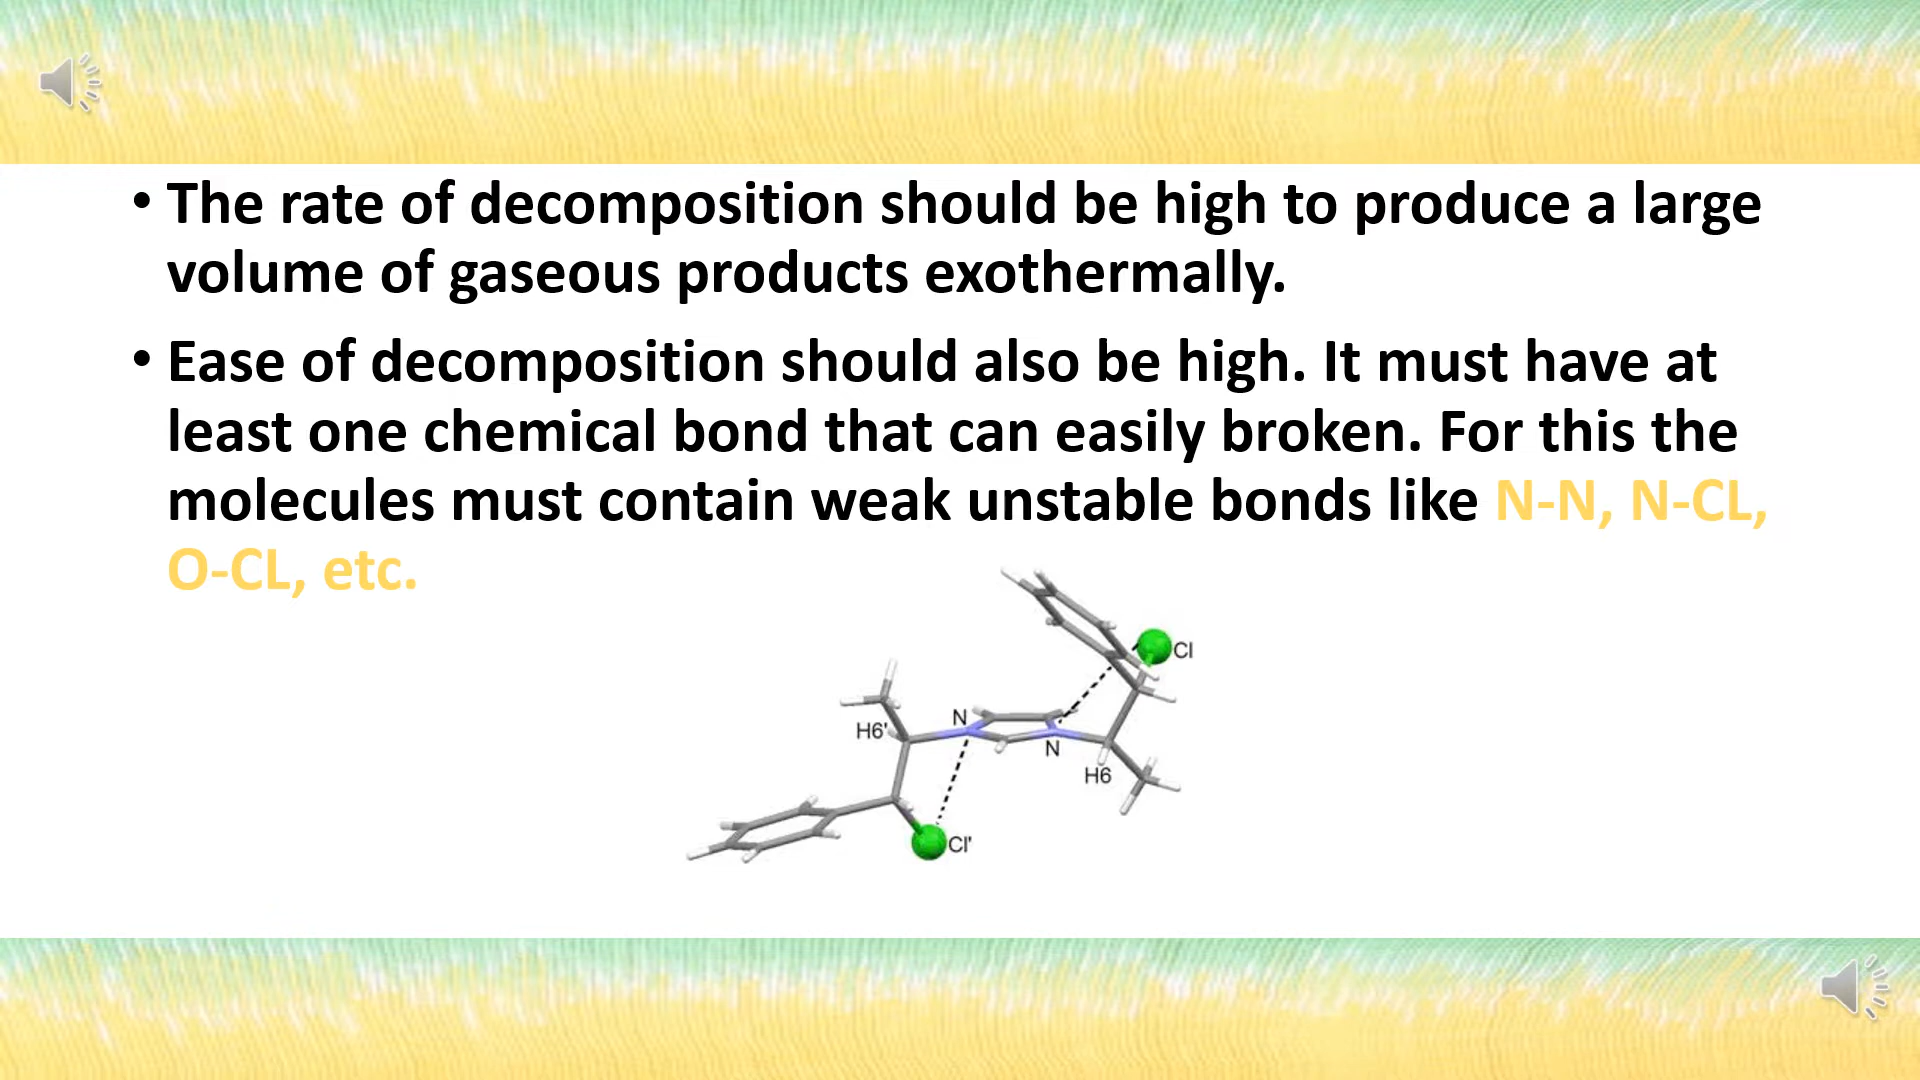 • The rate of decomposition should be high to produce a large
volume of gaseous products exothermally.
• Ease of decomposition should also be high. It must have at
least one chemical bond that can easily broken. For this the
molecules must contain weak unstable bonds like N-N, N-CL,
O-CL, etc.
Cl
N
H6'
N
H6
Cl'